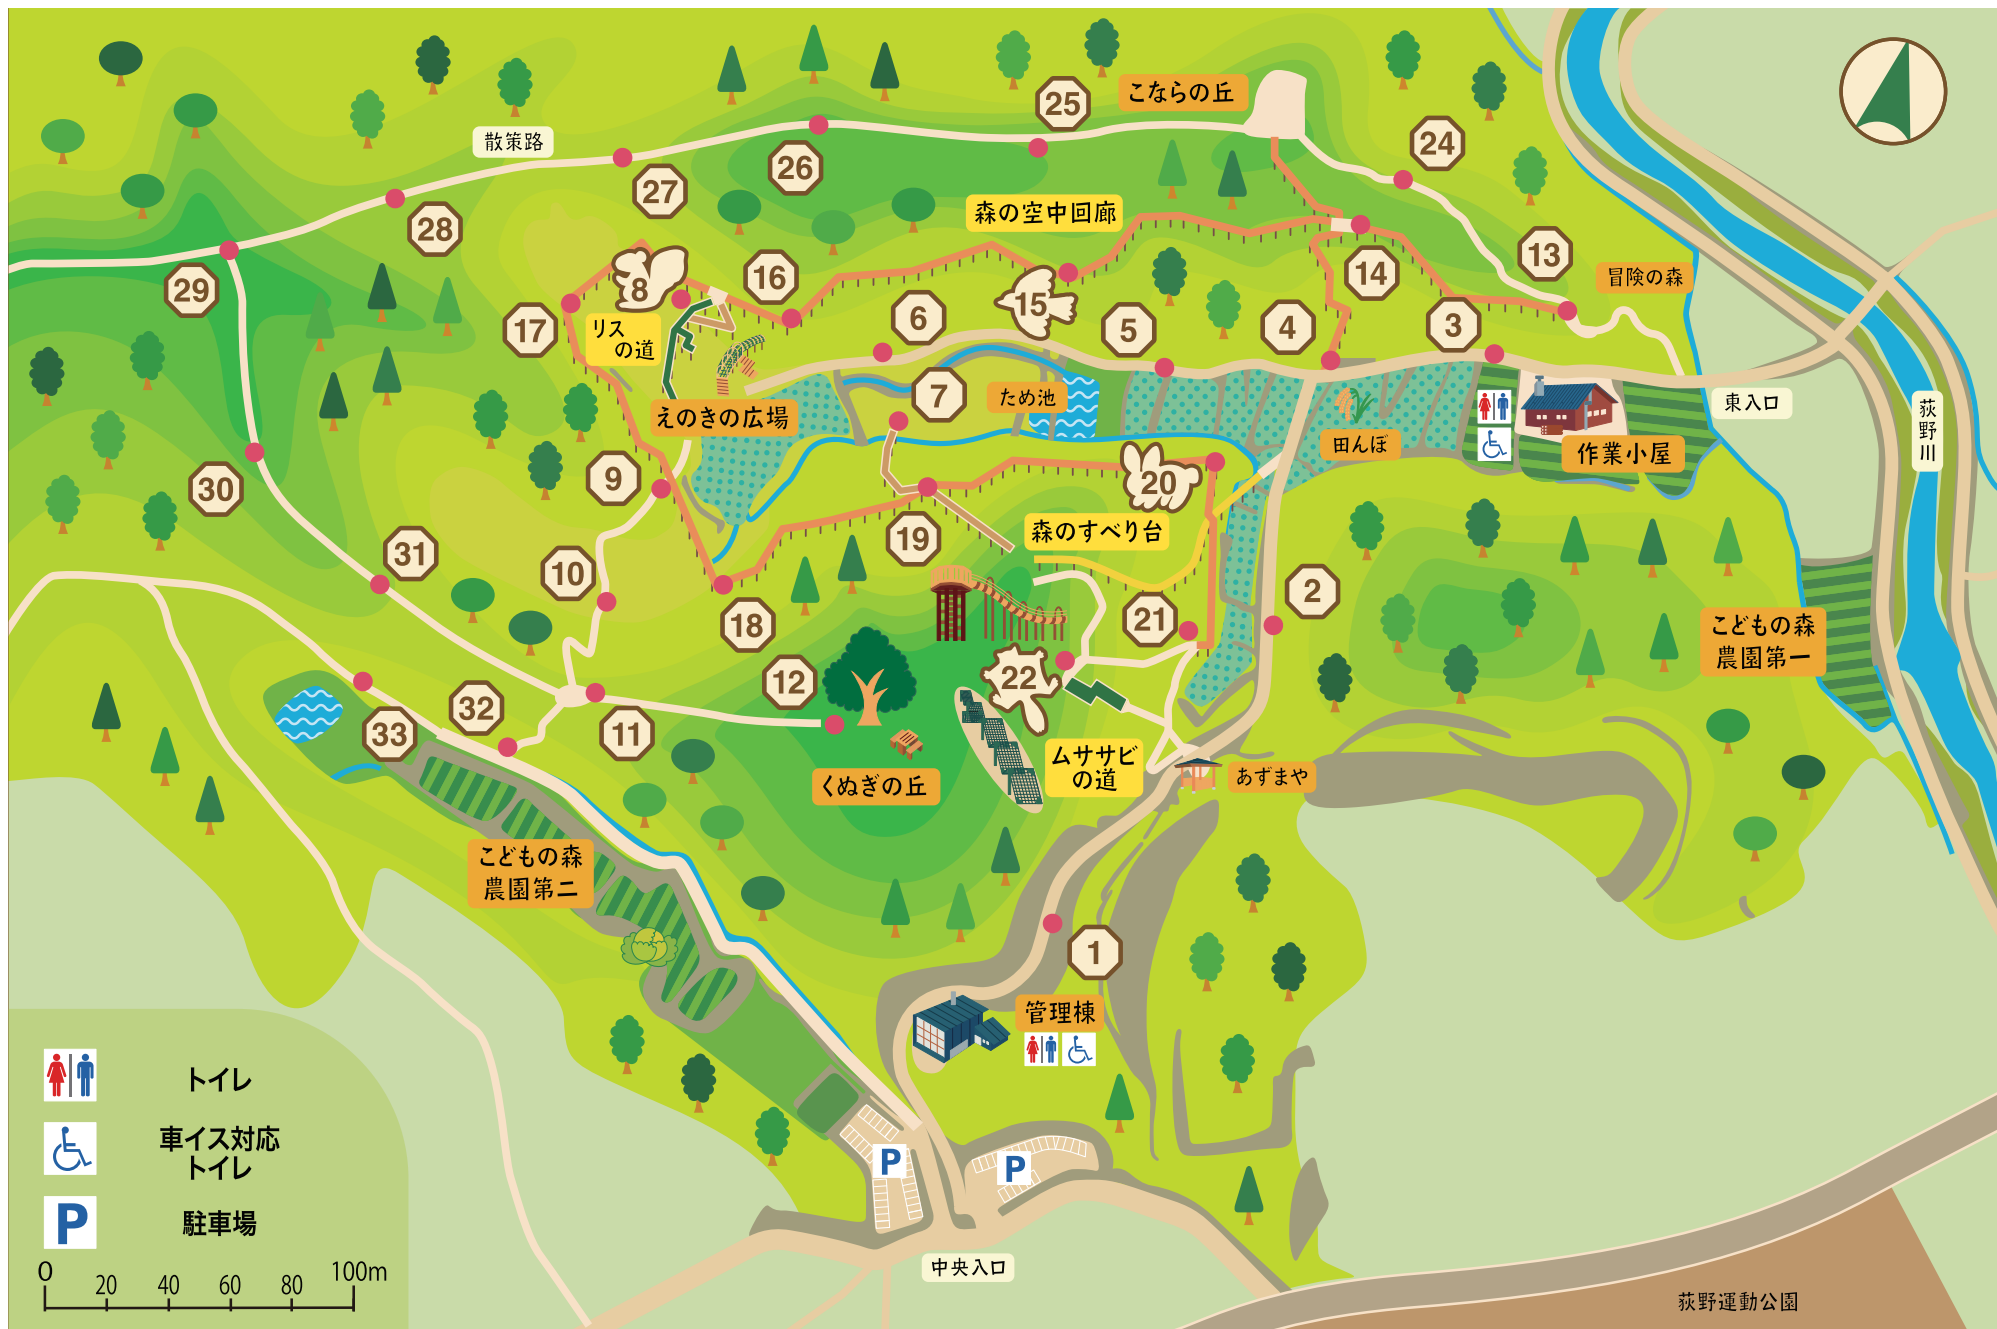 こならの丘
25
24
散策路
26
27
森の空中回廊
28
13
29
8
16
14
冒険の森
17
リス
の道
6
15
5
4
3
7
ため池
えのきの広場
東入口
荻野川
田んぼ
作業小屋
9
20
30
19
森のすべり台
31
10
2
18
21
こどもの森
農園第一
12
22
32
33
11
ムササビ
の道
くぬぎの丘
あずまや
こどもの森
農園第二
1
管理棟
トイレ
車イス対応
トイレ
P
駐車場
P
P
中央入口
0
20
40
60
80
100m
荻野運動公園